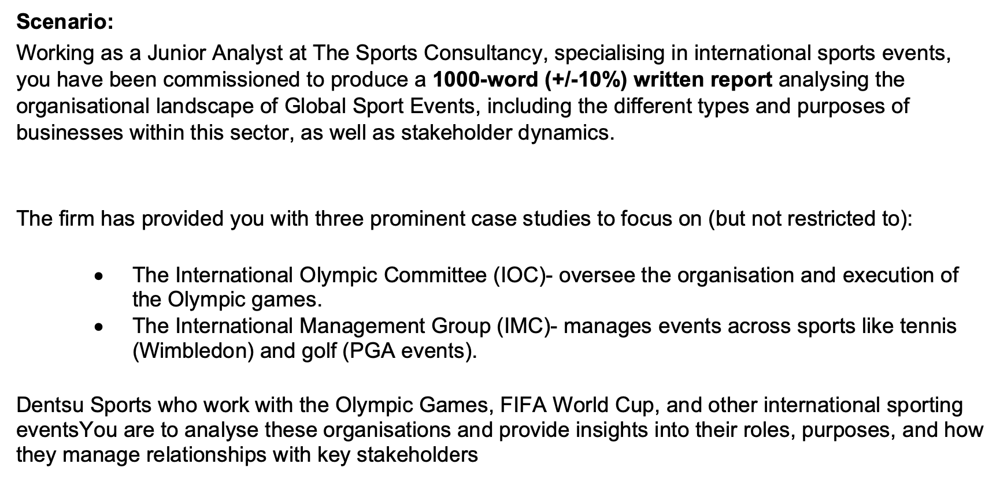 Scenario:
Working as a Junior Analyst at The Sports Consultancy, specialising in international sports events,
you have been commissioned to produce a 1000-word (+/-10%) written report analysing the
organisational landscape of Global Sport Events, including the different types and purposes of
businesses within this sector, as well as stakeholder dynamics.
The firm has provided you with three prominent case studies to focus on (but not restricted to):
• The International Olympic Committee (IOC)- oversee the organisation and execution of
the Olympic games.
• The International Management Group (IMC)- manages events across sports like tennis
(Wimbledon) and golf (PGA events).
Dentsu Sports who work with the Olympic Games, FIFA World Cup, and other international sporting
eventsYou are to analyse these organisations and provide insights into their roles, purposes, and how
they manage relationships with key stakeholders